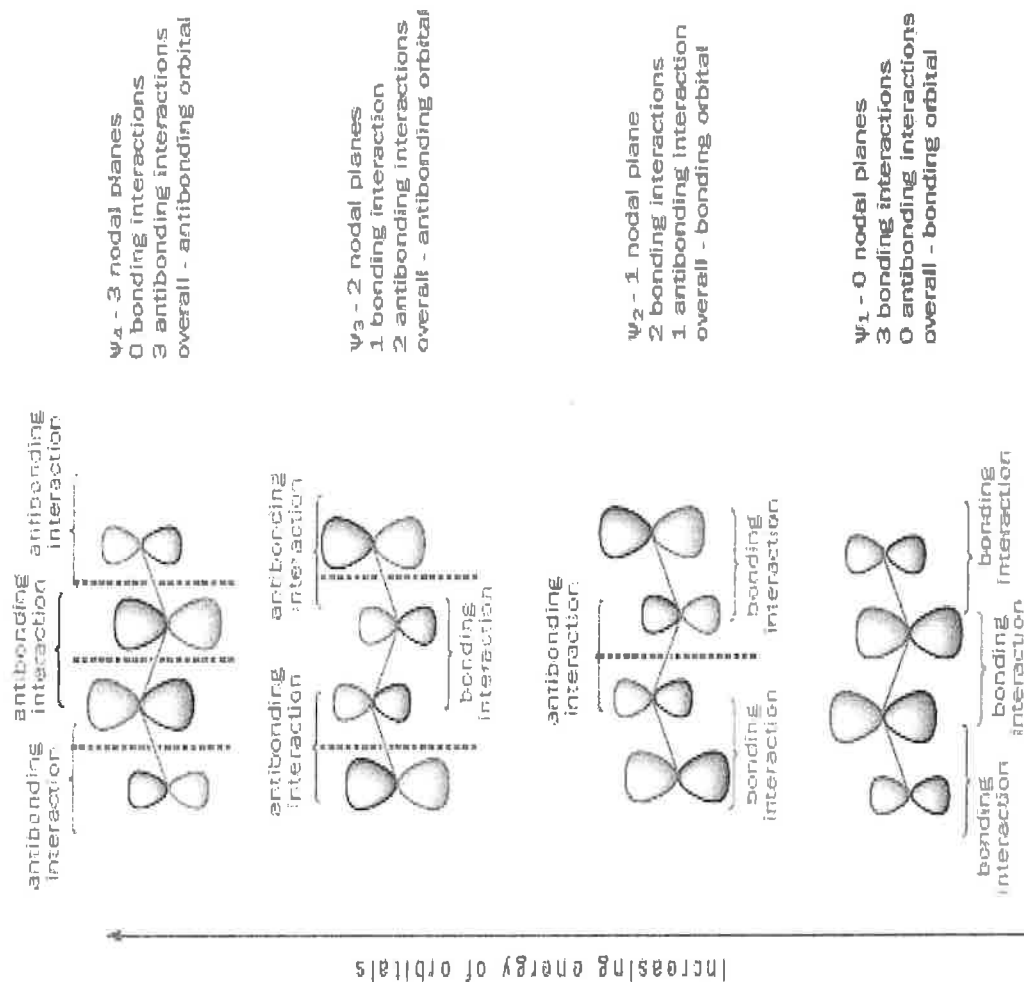 antibonding
interaction
antibonding
interaction
antibonding
interaction
Ψ4 - 3 nodal planes
0 bonding interactions
3 antibonding interactions
overall - antibonding orbital
antibonding
interaction
antibonding
interaction
bonding
interaction
Ψ3 - 2 nodal planes
1 bonding interaction
2 antibonding interactions
overall - antibonding orbital
antibonding
interaction
bonding
interaction
bonding
interaction
Ψ2 - 1 nodal plane
2 bonding interactions
1 antibonding interaction
overall - bonding orbital
bonding
interaction
bonding
interaction
bonding
interaction
Ψ1 - 0 nodal planes
3 bonding interactions
0 antibonding interactions
overall - bonding orbital
Increasing energy of orbitals